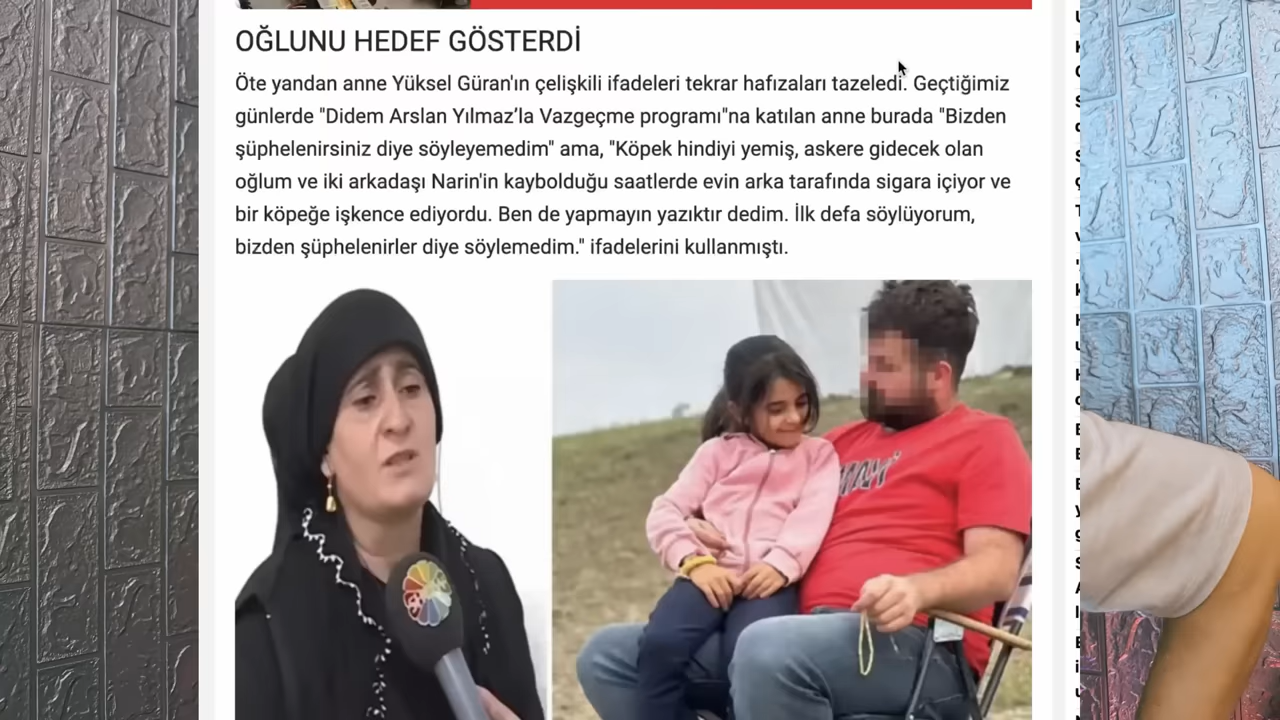 OĞLUNU HEDEF GÖSTERDİ
Öte yandan anne Yüksel Güran'ın çelişkili ifadeleri tekrar hafızaları tazeledi. Geçtiğimiz
günlerde "Didem Arslan Yılmaz’la Vazgeçme programı"na katılan anne burada "Bizden
şüphelenirsiniz diye söyleyemedim" ama, "Köpek hindiyi yemiş, askere gidecek olan
oğlum ve iki arkadaşı Narin'in kaybolduğu saatlerde evin arka tarafında sigara içiyor ve
bir köpeğe işkence ediyordu. Ben de yapmayın yazıktır dedim. İlk defa söylüyorum,
bizden şüphelenirler diye söylemedim." ifadelerini kullanmıştı.